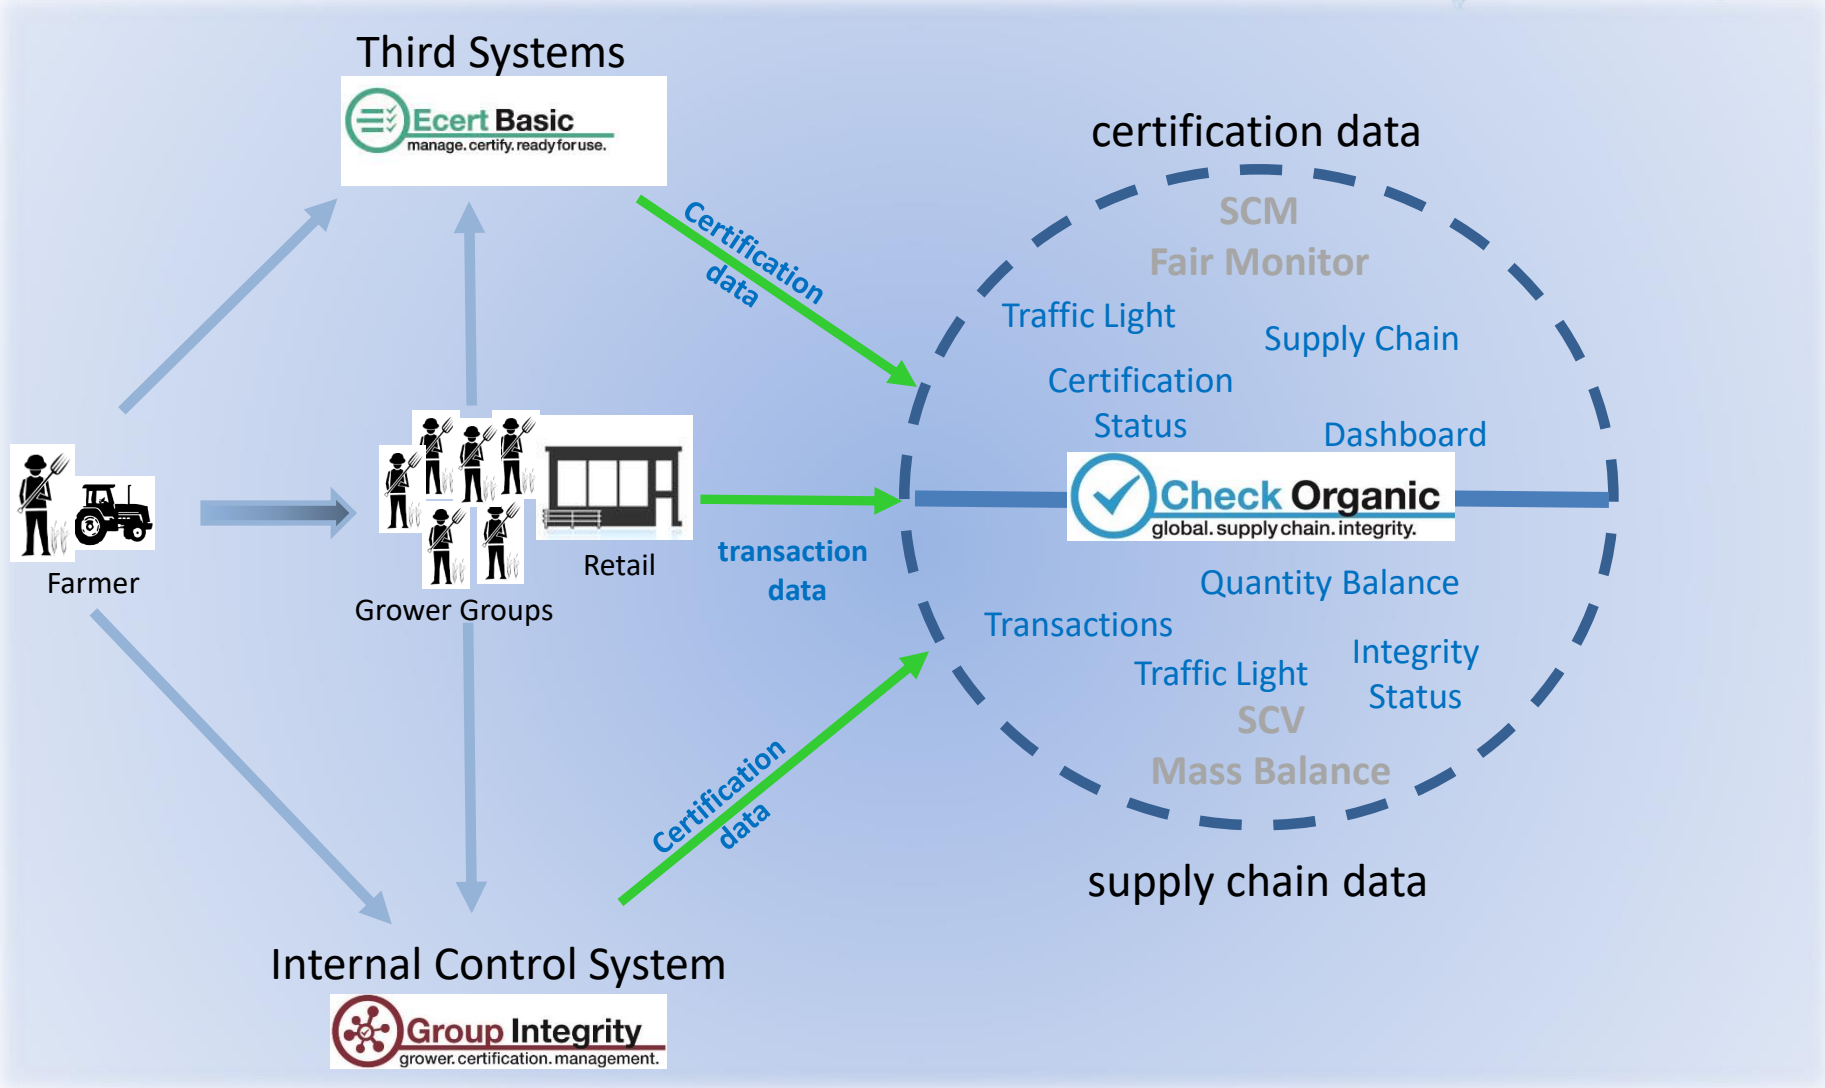 Third Systems
Ecert Basic
manage. certify. ready for use.
Certification
data
Farmer
Grower Groups
Retail
transaction
data
Certification
data
Internal Control System
Group Integrity
grower. certification. management.
certification data
SCM
Fair Monitor
Traffic Light
Supply Chain
Certification
Status
Dashboard
Check Organic
global. supply chain. integrity.
Quantity Balance
Transactions
Integrity
Status
Traffic Light
SCV
Mass Balance
supply chain data